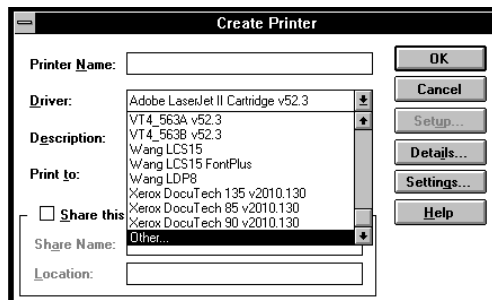 Create Printer
Printer Name:
OK
Cancel
Driver:
Adobe LaserJet II Cartridge v52.3
Setup...
VT4_563A v52.3
VT4_563B v52.3
Wang LCS15
Wang LCS15 FontPlus
Wang LDP8
Xerox DocuTech 135 v2010.130
Xerox DocuTech 85 v2010.130
Xerox DocuTech 90 v2010.130
Other...
Description:
Details...
Print to:
Settings...
Share this
Help
Share Name:
Location: